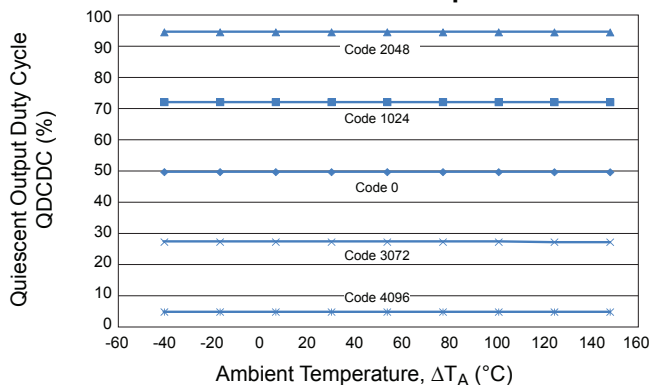 100
90
80
70
60
50
40
30
20
10
0
Quiescent Output Duty Cycle
QDCDC (%)
Code 2048
Code 1024
Code 0
Code 3072
Code 4096
-60 -40 -20 0 20 40 60 80 100 120 140 160
Ambient Temperature, ΔT_A (°C)